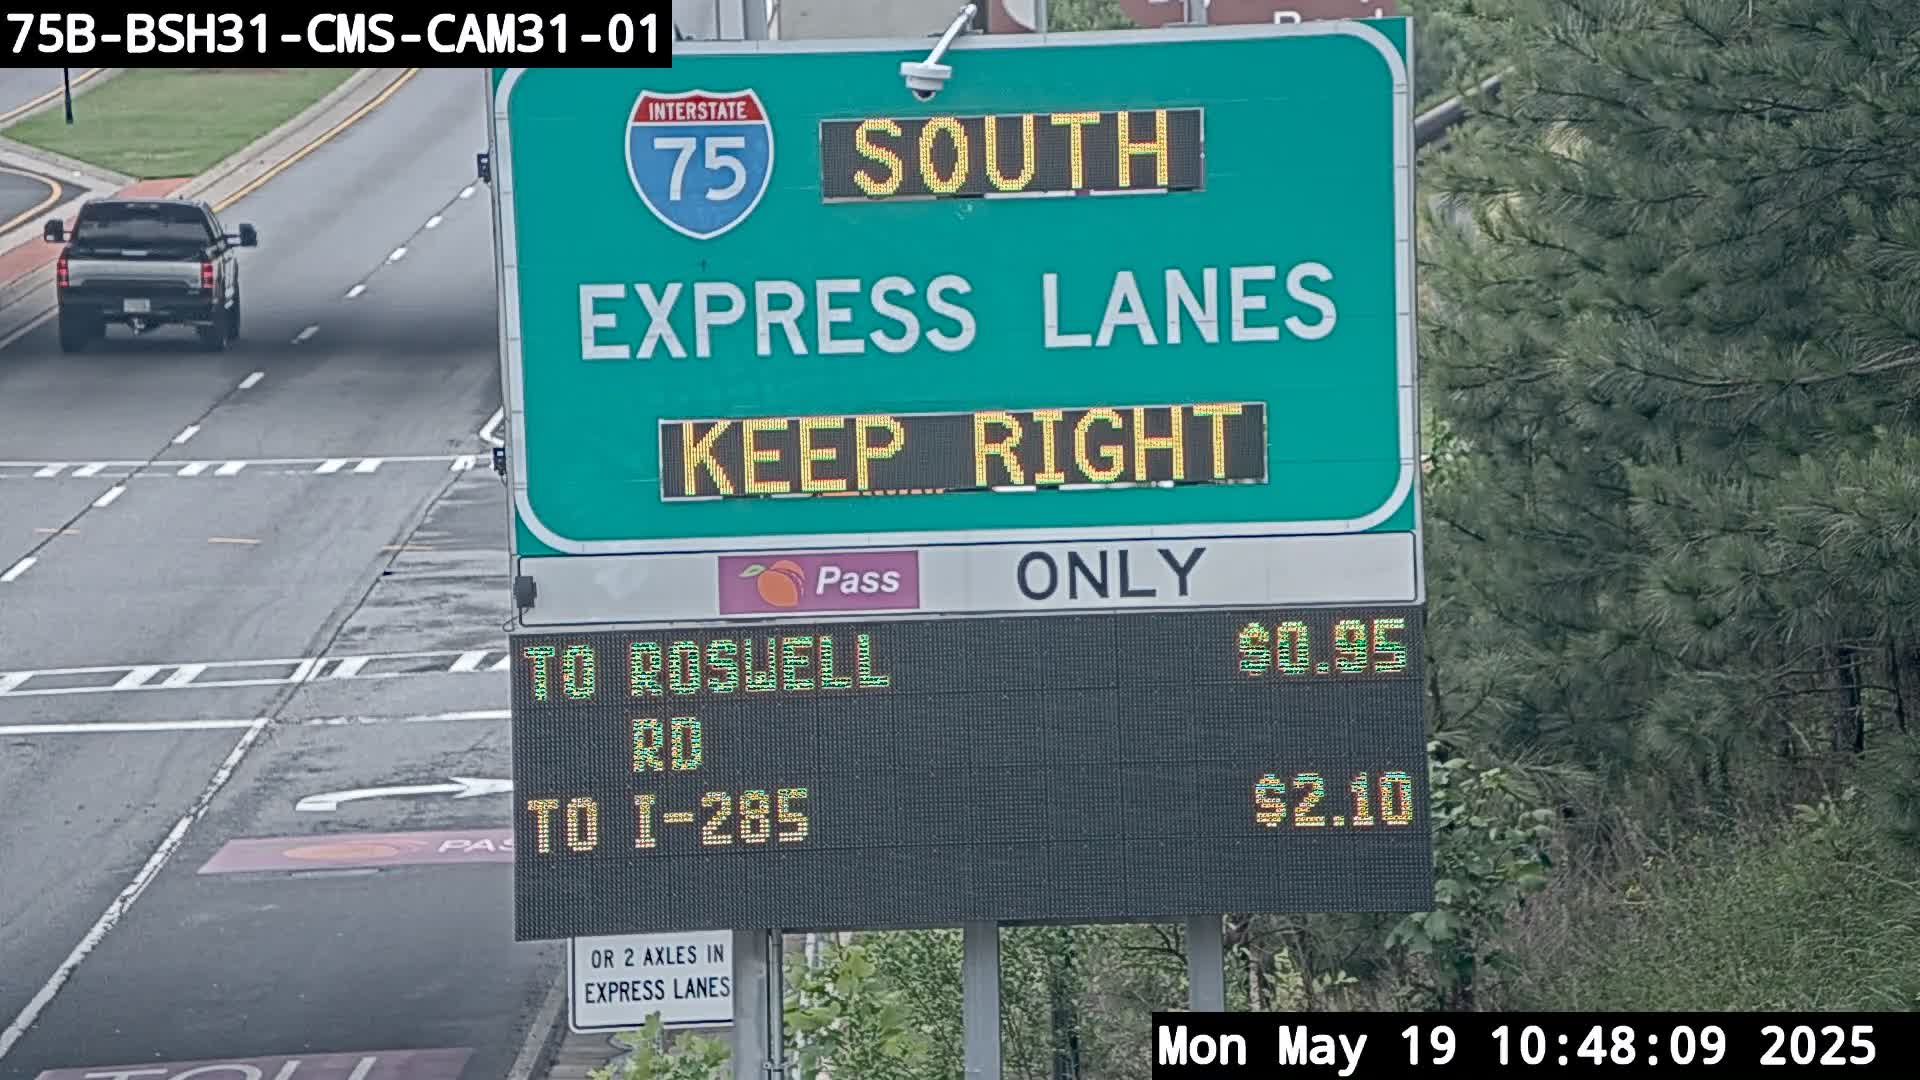 75B-BSH31-CMS-CAM31-01
INTERSTATE
75
SOUTH
EXPRESS LANES
KEEP RIGHT
Pass ONLY
TO ROSWELL $0.95
RD
TO I-285 $2.10
OR 2 AXLES IN
EXPRESS LANES
TOLL
Mon May 19 10:48:09 2025